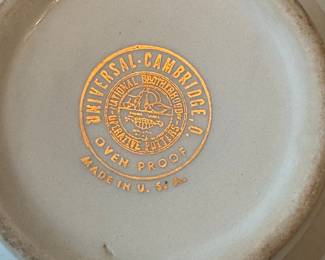 UNIVERSAL-CAMBRIDGE O.
NATIONAL BROTHERHOOD
OPERATIVE POTTERS
OVEN PROOF
MADE IN U. S. A.